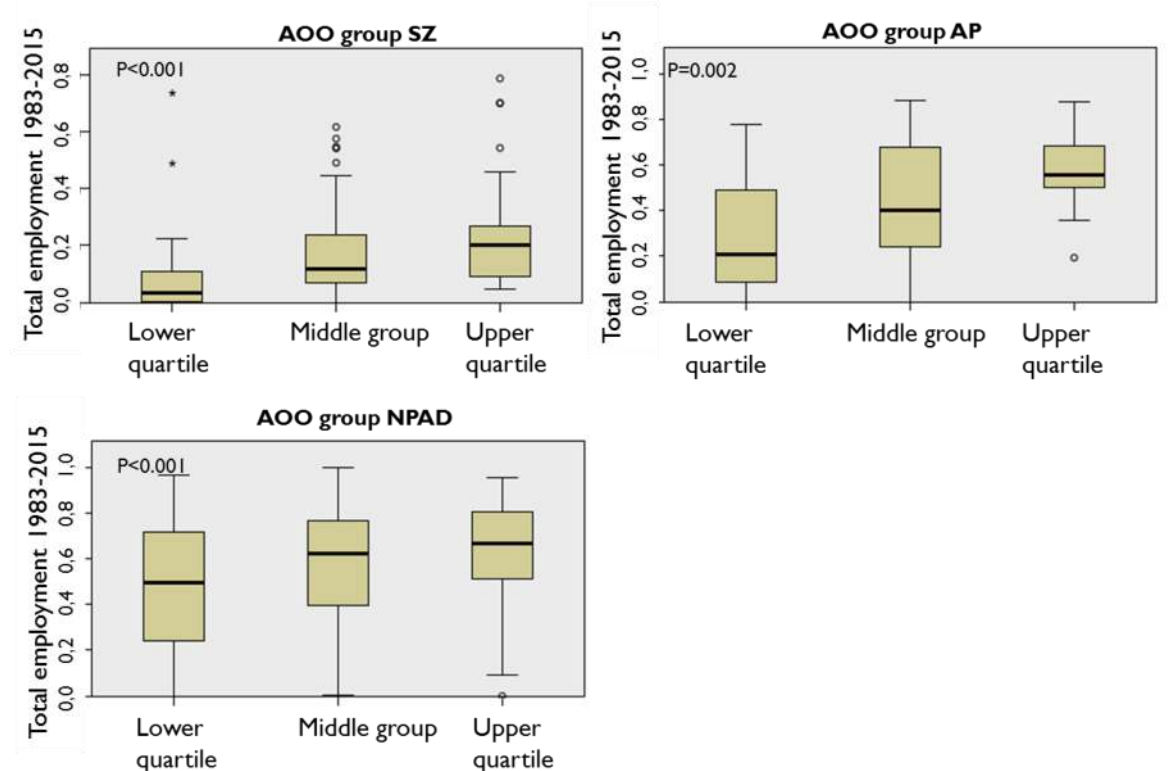 AOO group SZ
Total employment 1983-2015
P<0.001
0,8
0,6
0,4
0,2
0,0
Lower
quartile
Middle group
Upper
quartile
AOO group AP
Total employment 1983-2015
P=0.002
1,0
0,8
0,6
0,4
0,2
0,0
Lower
quartile
Middle group
Upper
quartile
AOO group NPAD
Total employment 1983-2015
P<0.001
1,0
0,8
0,6
0,4
0,2
0,0
Lower
quartile
Middle group
Upper
quartile